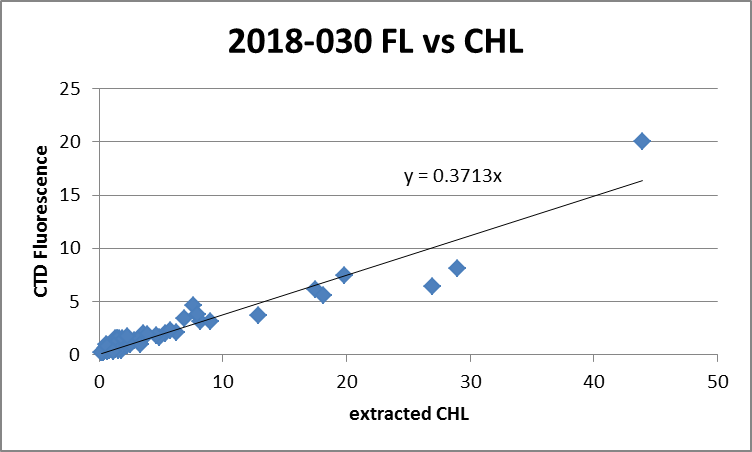 2018-030 FL vs CHL
25
20
15
10
5
0
CTD Fluorescence
y = 0.3713x
0 10 20 30 40 50
extracted CHL